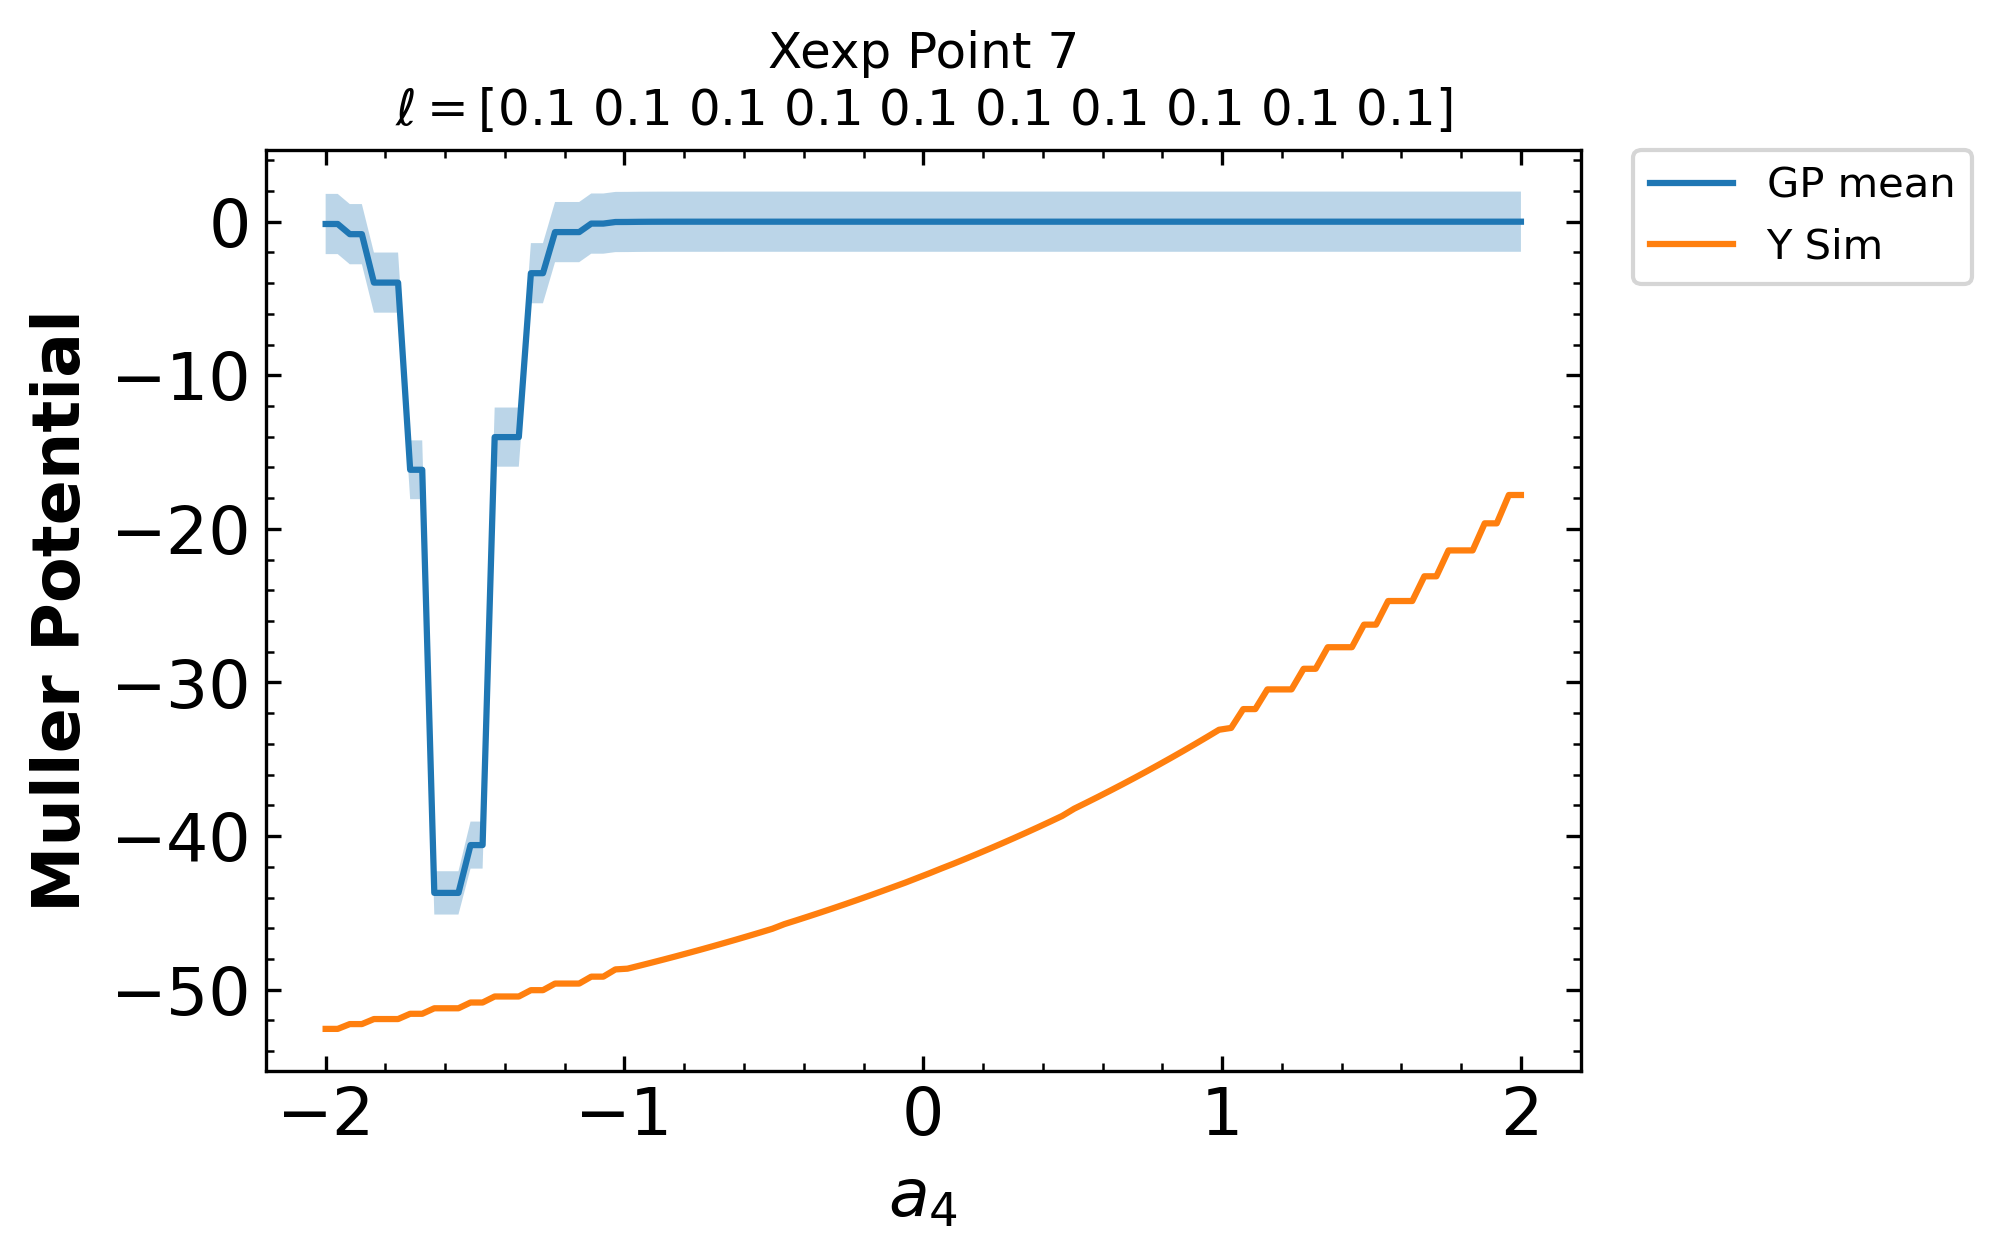 Xexp Point 7
ℓ = [0.1 0.1 0.1 0.1 0.1 0.1 0.1 0.1 0.1 0.1]
GP mean
Y Sim
Muller Potential
0
−10
−20
−30
−40
−50
−2 −1 0 1 2
a₄